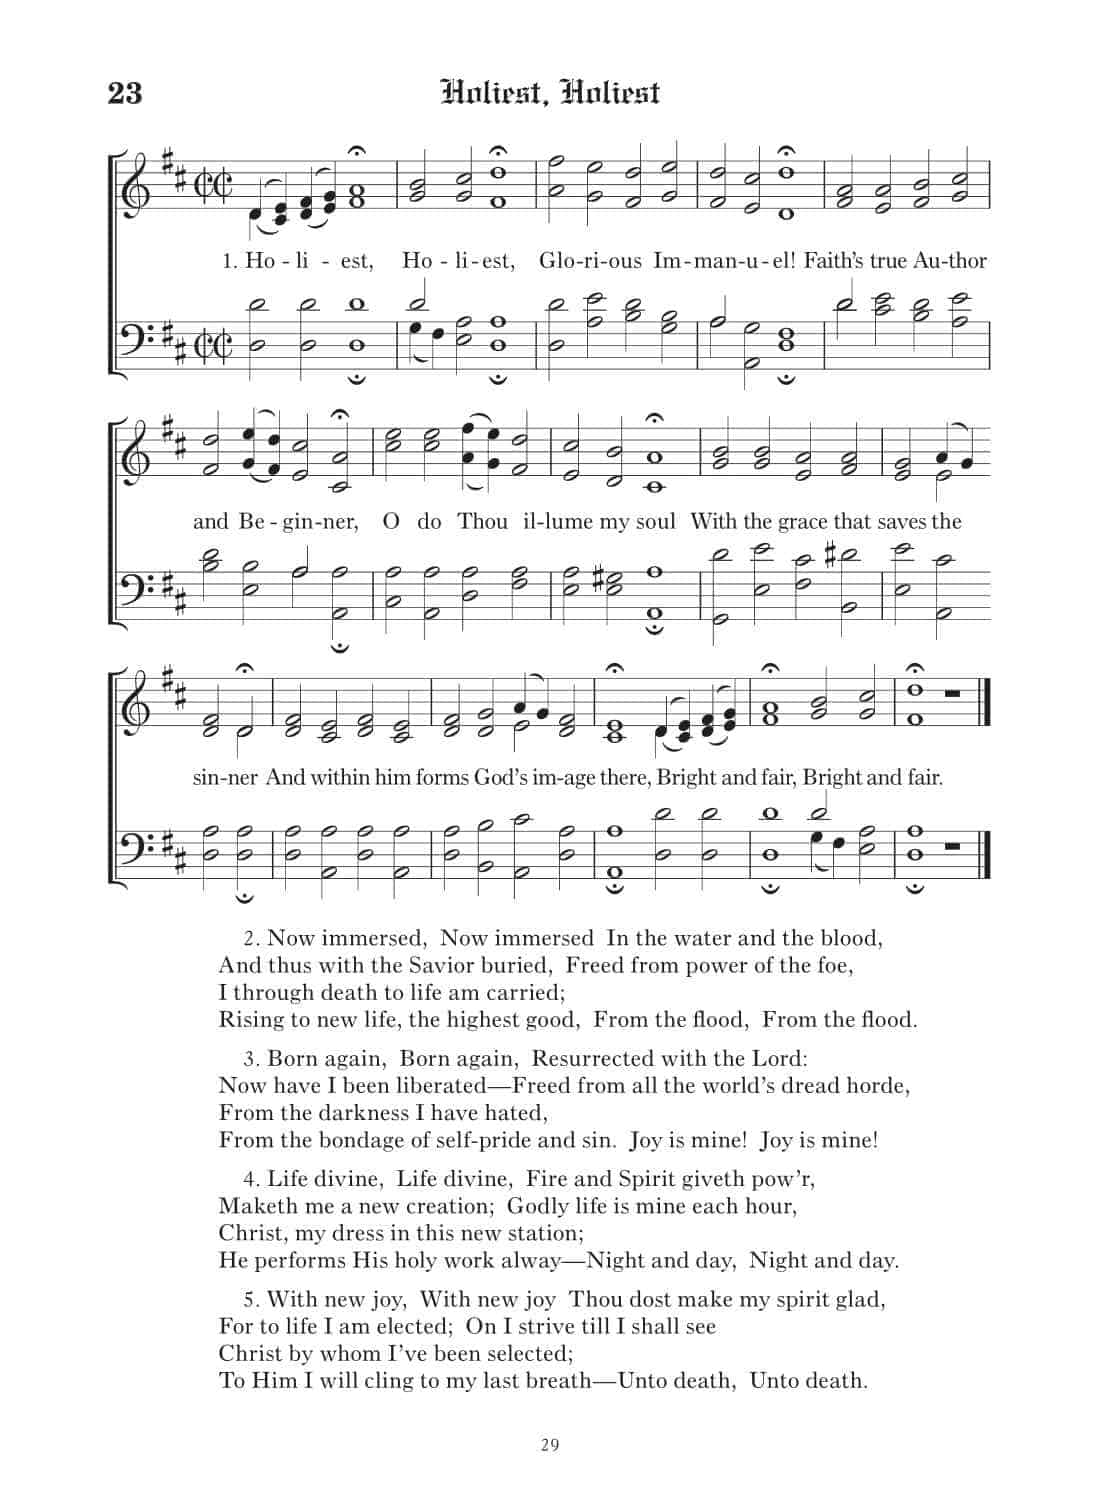 23 Holiest, Holiest
1. Ho - li - est, Ho - li - est, Glo-ri-ous Im-man-u-el! Faith's true Au-thor
and Be - gin-ner, O do Thou il-lume my soul With the grace that saves the
sin-ner And within him forms God's im-age there, Bright and fair, Bright and fair.
2. Now immersed, Now immersed In the water and the blood,
And thus with the Savior buried, Freed from power of the foe,
I through death to life am carried;
Rising to new life, the highest good, From the flood, From the flood.
3. Born again, Born again, Resurrected with the Lord:
Now have I been liberated—Freed from all the world's dread horde,
From the darkness I have hated,
From the bondage of self-pride and sin. Joy is mine! Joy is mine!
4. Life divine, Life divine, Fire and Spirit giveth pow'r,
Maketh me a new creation; Godly life is mine each hour,
Christ, my dress in this new station;
He performs His holy work alway—Night and day, Night and day.
5. With new joy, With new joy Thou dost make my spirit glad,
For to life I am elected; On I strive till I shall see
Christ by whom I've been selected;
To Him I will cling to my last breath—Unto death, Unto death.
29